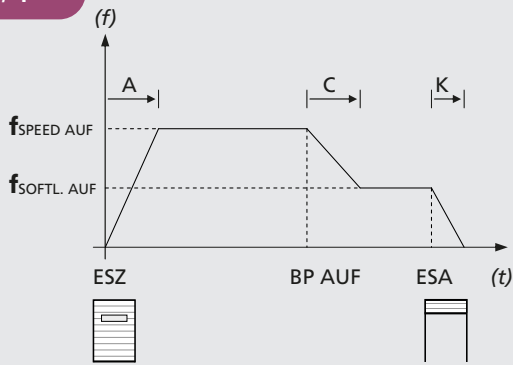 (f)
A C K
fSPEED AUF
fSOFTL. AUF
ESZ BP AUF ESA (t)